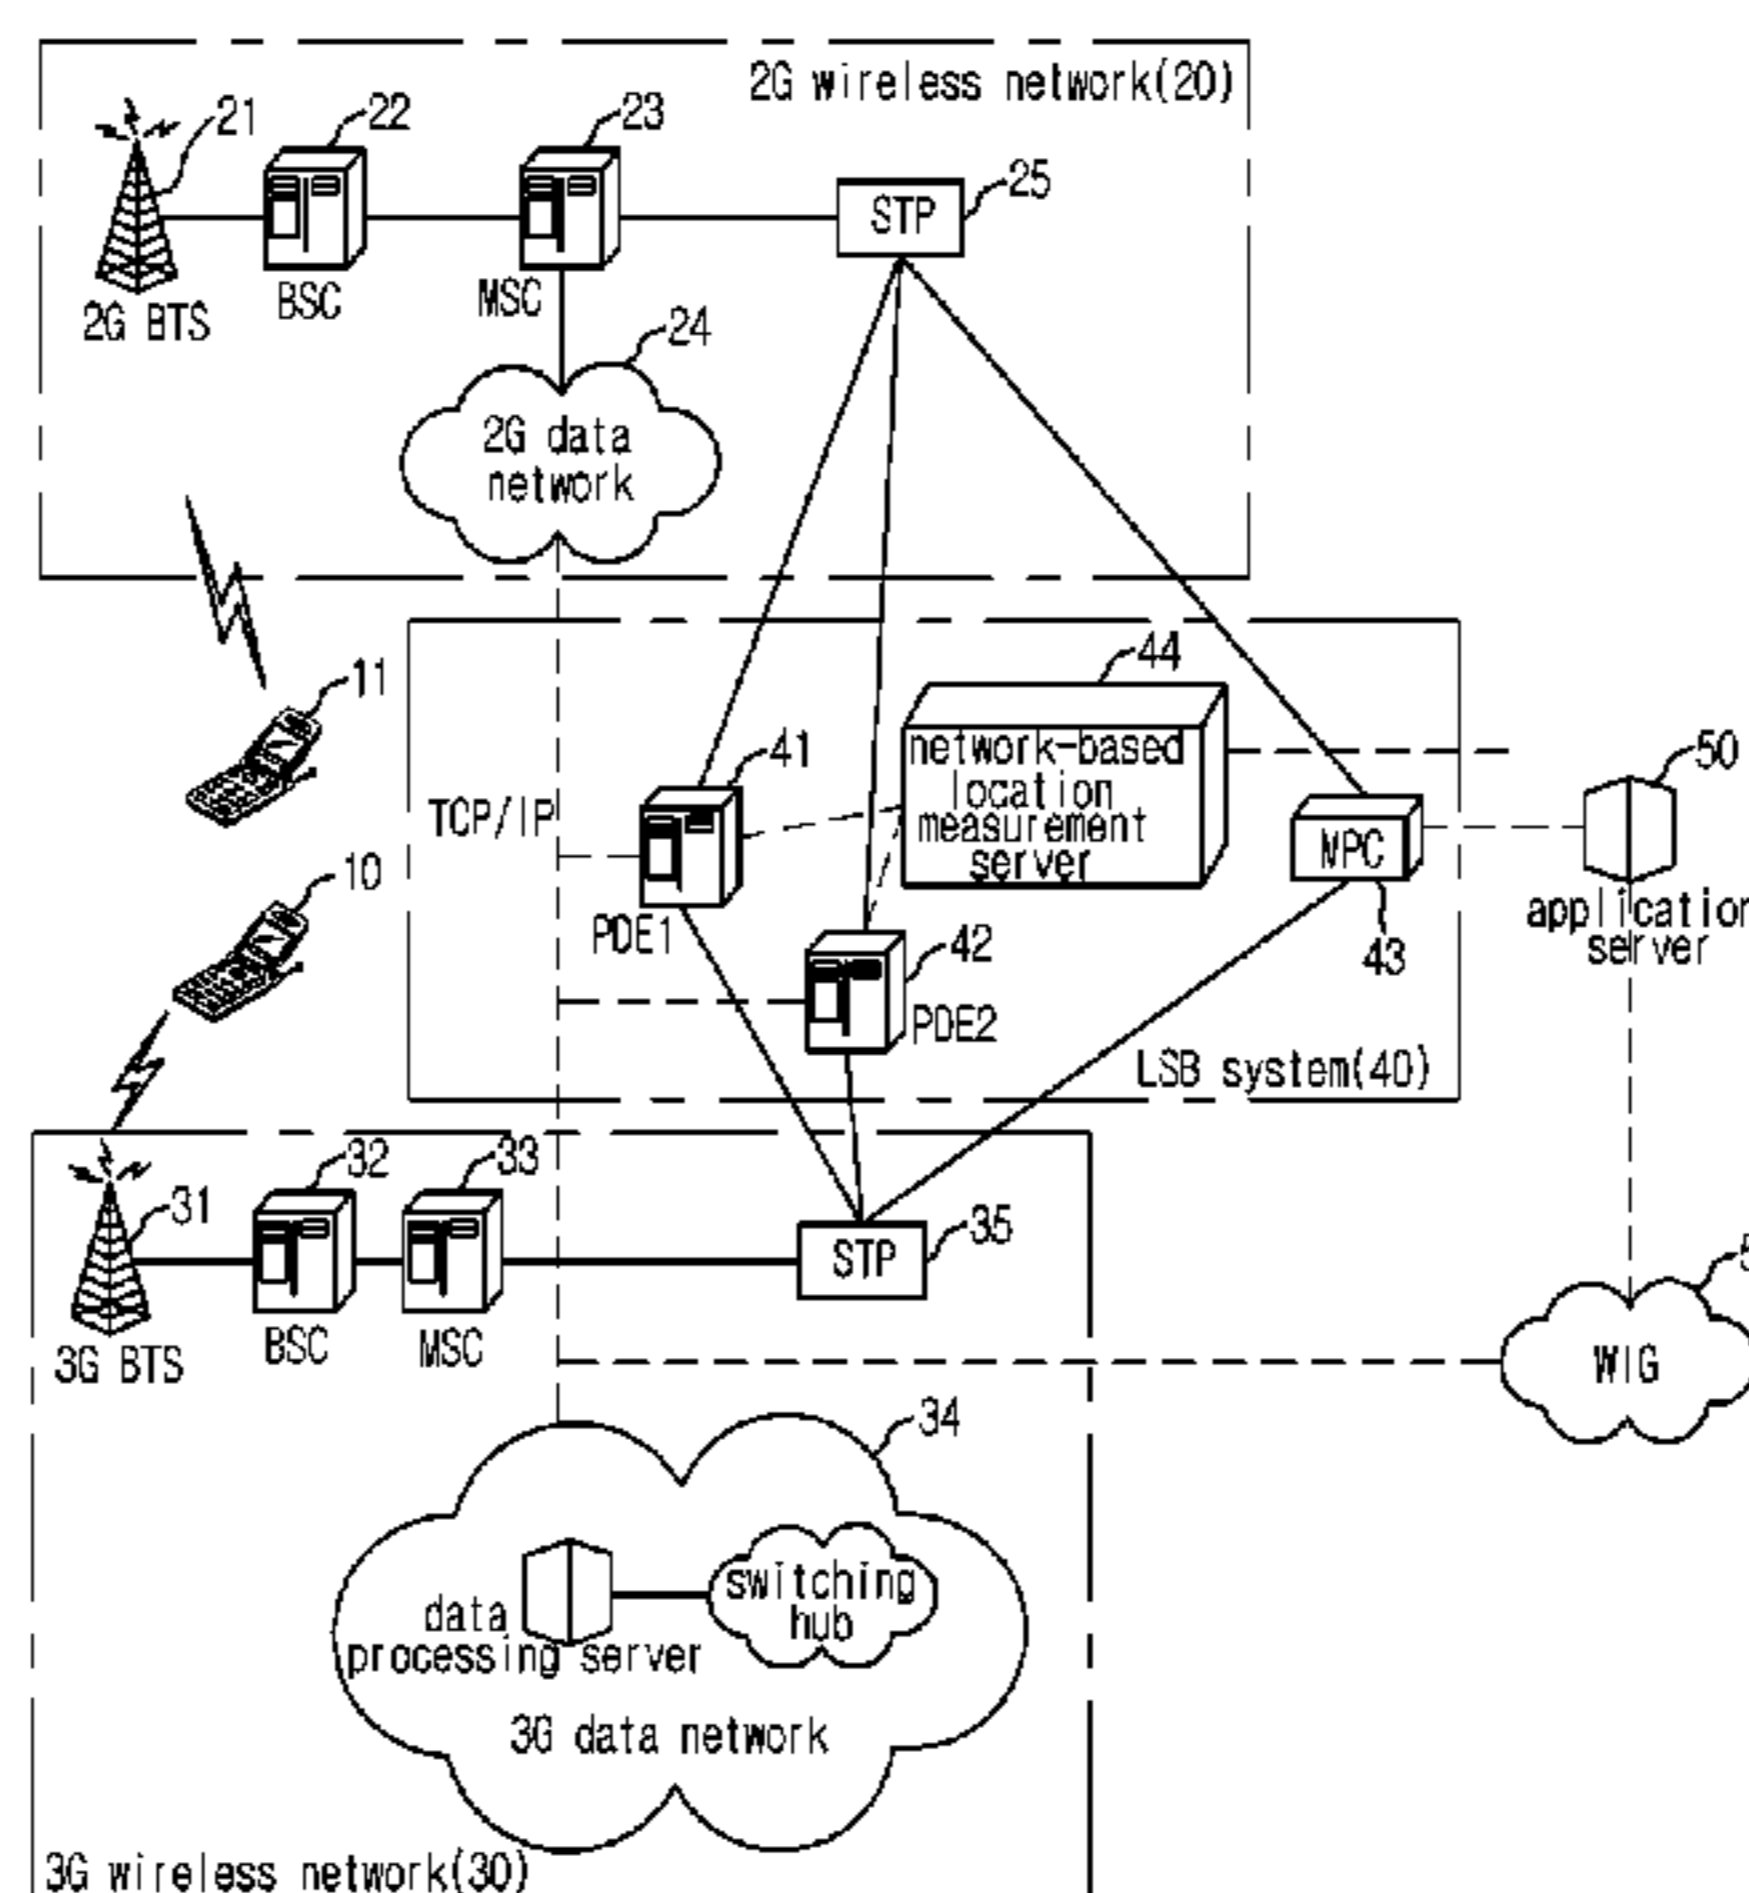 2G wireless network(20)
21
22
23
25
STP
2G BTS
BSC
MSC
24
2G data
network
11
44
41
network-based
location
measurement
server
50
TCP/IP
MPC
10
PDE1
42
43
application
server
PDE2
LSB system(40)
31
32
33
35
STP
3G BTS
BSC
MSC
WIG
34
switching
hub
data
processing server
3G data network
3G wireless network(30)